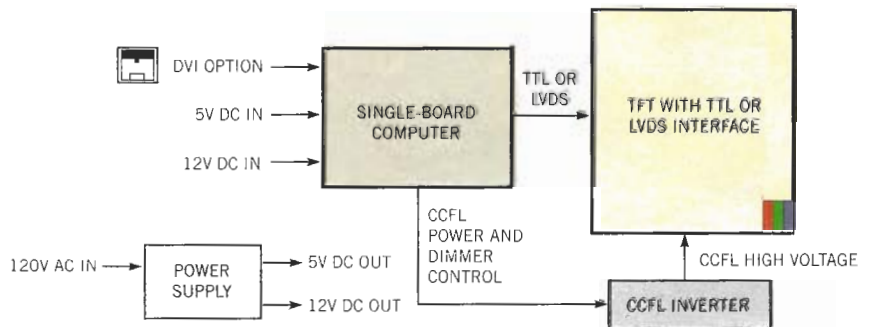 DVI OPTION
5V DC IN
12V DC IN
SINGLE-BOARD
COMPUTER
TTL OR
LVDS
TFT WITH TTL OR
LVDS INTERFACE
CCFL
POWER AND
DIMMER
CONTROL
CCFL HIGH VOLTAGE
CCFL INVERTER
120V AC IN
POWER
SUPPLY
5V DC OUT
12V DC OUT